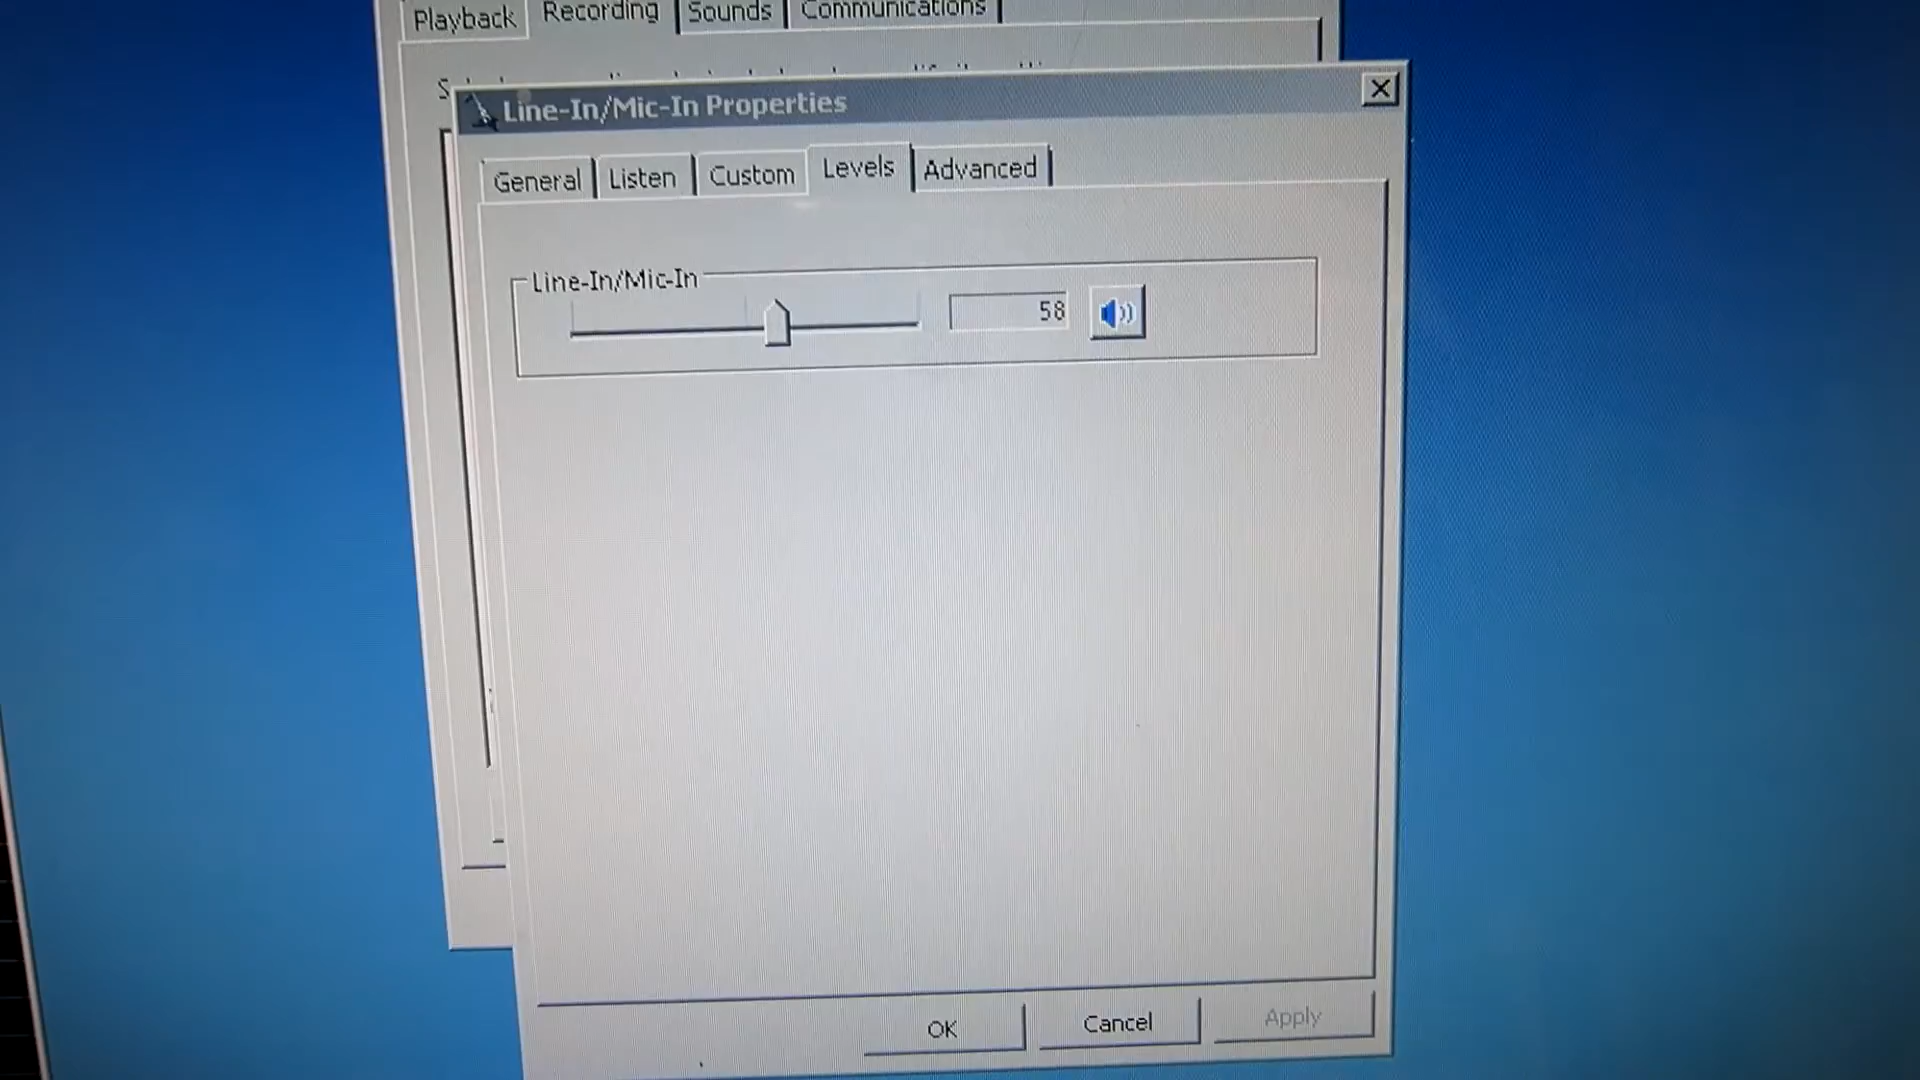 Playback Recording Sounds Communications
Line-In/Mic-In Properties
General Listen Custom Levels Advanced
Line-In/Mic-In
58
OK Cancel Apply